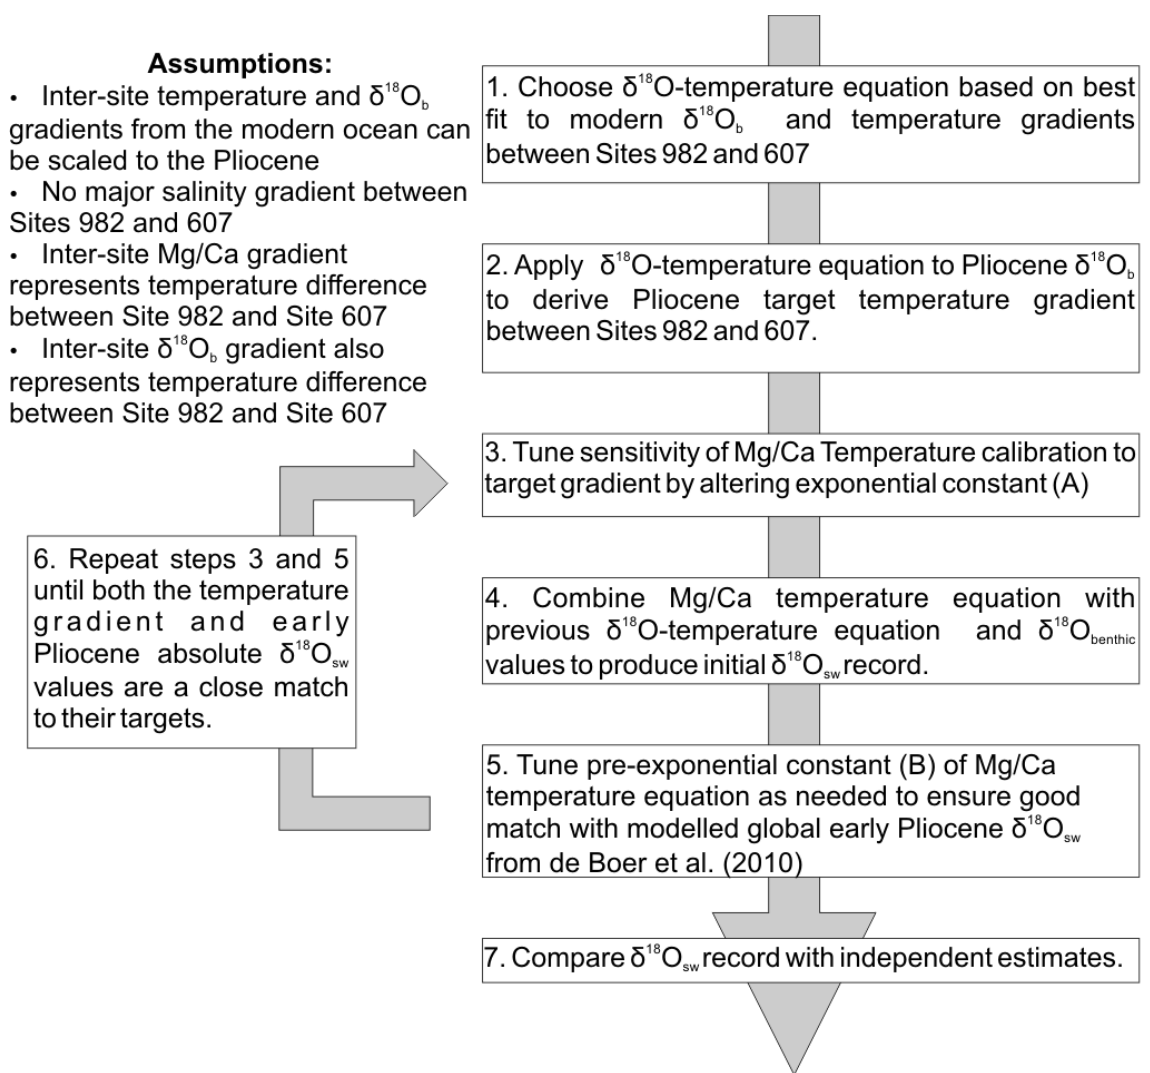 Assumptions:
• Inter-site temperature and δ¹⁸O_b
gradients from the modern ocean can
be scaled to the Pliocene
• No major salinity gradient between
Sites 982 and 607
• Inter-site Mg/Ca gradient
represents temperature difference
between Site 982 and Site 607
• Inter-site δ¹⁸O_b gradient also
represents temperature difference
between Site 982 and Site 607
1. Choose δ¹⁸O-temperature equation based on best
fit to modern δ¹⁸O_b and temperature gradients
between Sites 982 and 607
2. Apply δ¹⁸O-temperature equation to Pliocene δ¹⁸O_b
to derive Pliocene target temperature gradient
between Sites 982 and 607.
3. Tune sensitivity of Mg/Ca Temperature calibration to
target gradient by altering exponential constant (A)
4. Combine Mg/Ca temperature equation with
previous δ¹⁸O-temperature equation and δ¹⁸O_benthic
values to produce initial δ¹⁸O_sw record.
5. Tune pre-exponential constant (B) of Mg/Ca
temperature equation as needed to ensure good
match with modelled global early Pliocene δ¹⁸O_sw
from de Boer et al. (2010)
6. Repeat steps 3 and 5
until both the temperature
gradient and early
Pliocene absolute δ¹⁸O_sw
values are a close match
to their targets.
7. Compare δ¹⁸O_sw record with independent estimates.